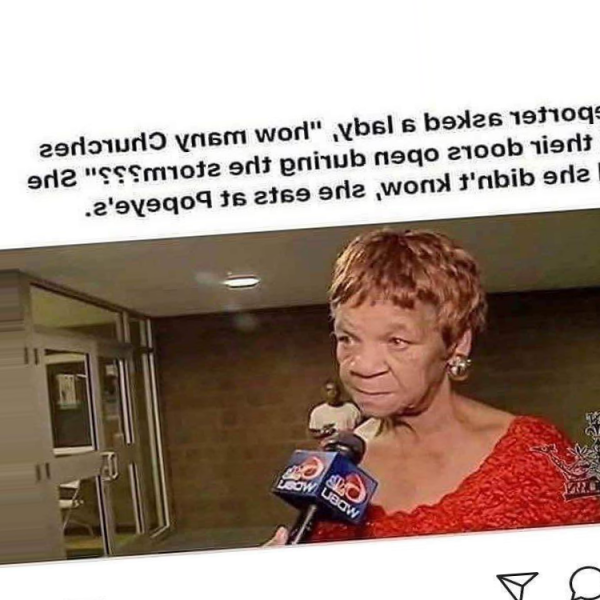 eporter asked a lady, "how many Churches
their doors open during the storm???" She
she didn't know, she eats at Popeye's.